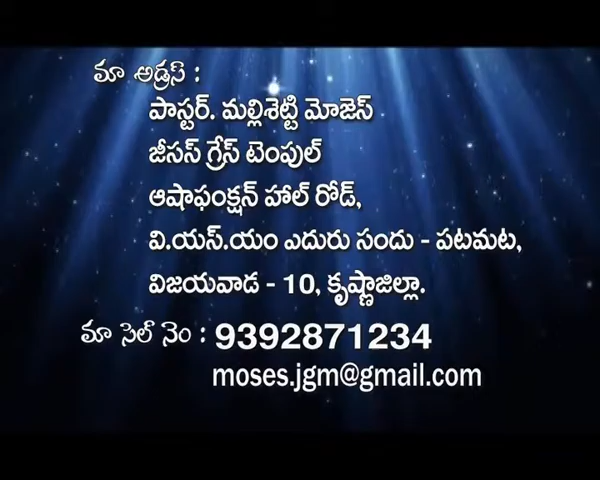 మా అడ్రస్ :
పాస్టర్. మల్లిశెట్టి మోజెస్
జీసస్ గ్రేస్ టెంపుల్
ఆషాఫంక్షన్ హాల్ రోడ్,
వి.యస్.యం ఎదురు సందు - పటమట,
విజయవాడ - 10, కృష్ణాజిల్లా.
మా సెల్ నెం : 9392871234
moses.jgm@gmail.com